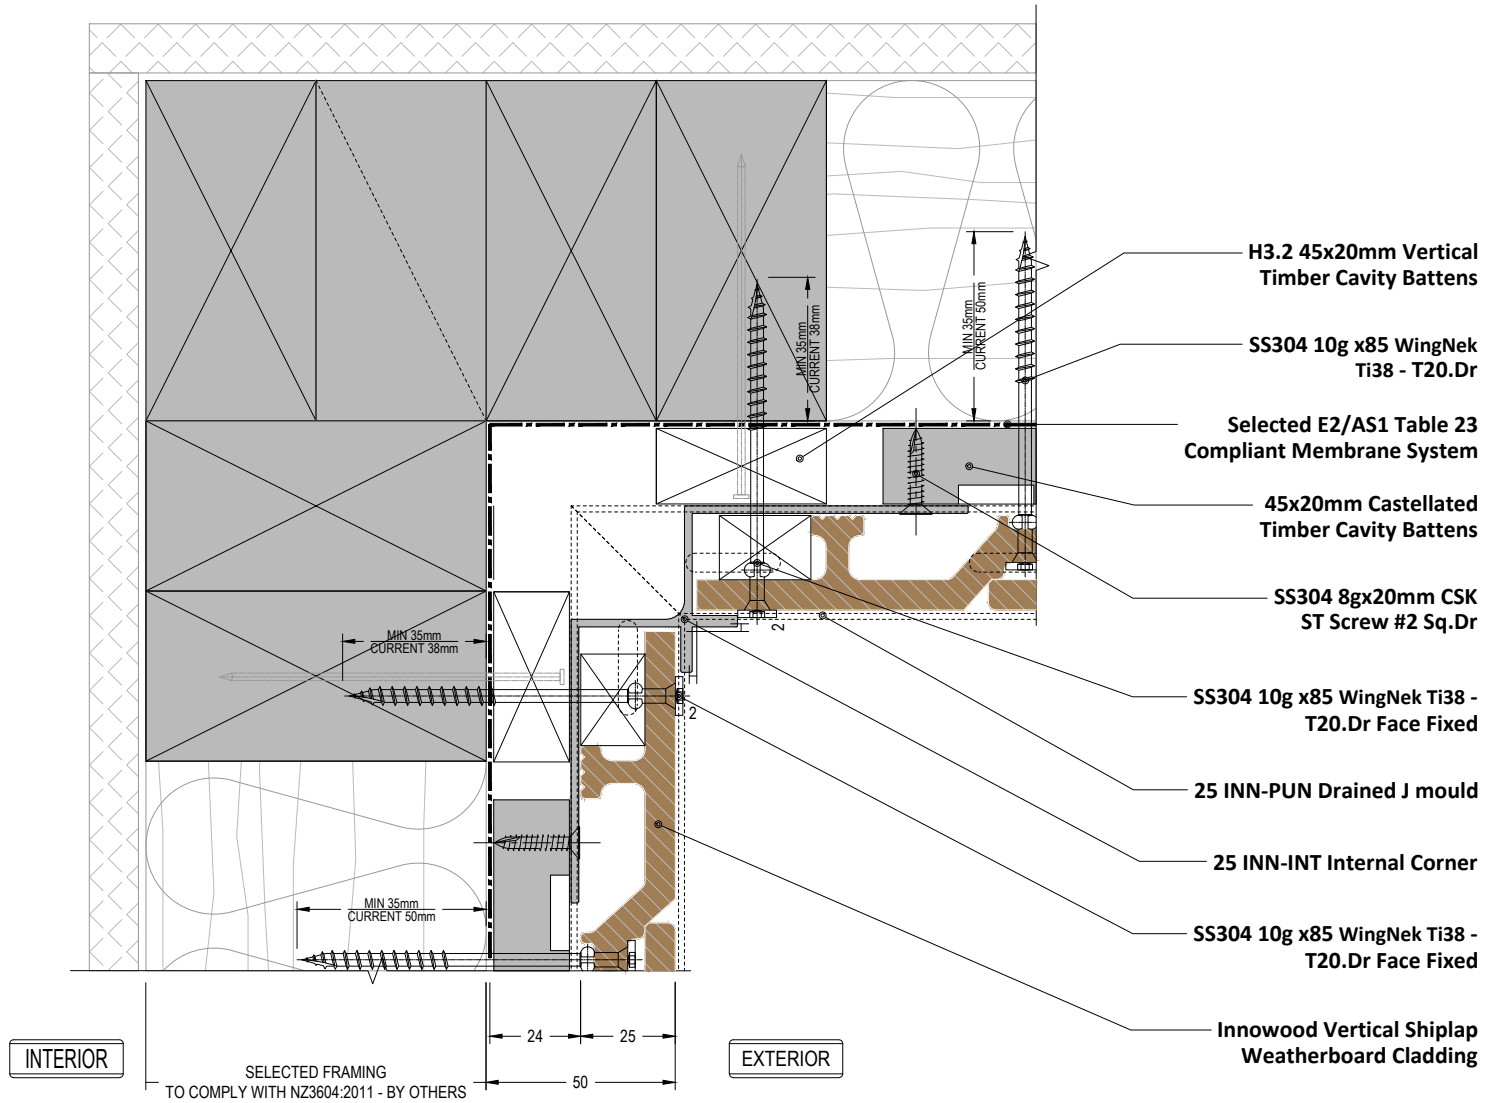 H3.2 45x20mm Vertical
Timber Cavity Battens
MIN 35mm
CURRENT 38mm
MIN 35mm
CURRENT 50mm
SS304 10g x85 WingNek
Ti38 - T20.Dr
Selected E2/AS1 Table 23
Compliant Membrane System
45x20mm Castellated
Timber Cavity Battens
SS304 8gx20mm CSK
ST Screw #2 Sq.Dr
2
MIN 35mm
CURRENT 38mm
2
SS304 10g x85 WingNek Ti38 -
T20.Dr Face Fixed
25 INN-PUN Drained J mould
25 INN-INT Internal Corner
MIN 35mm
CURRENT 50mm
SS304 10g x85 WingNek Ti38 -
T20.Dr Face Fixed
Innowood Vertical Shiplap
Weatherboard Cladding
24
25
INTERIOR
EXTERIOR
SELECTED FRAMING
TO COMPLY WITH NZ3604:2011 - BY OTHERS
50